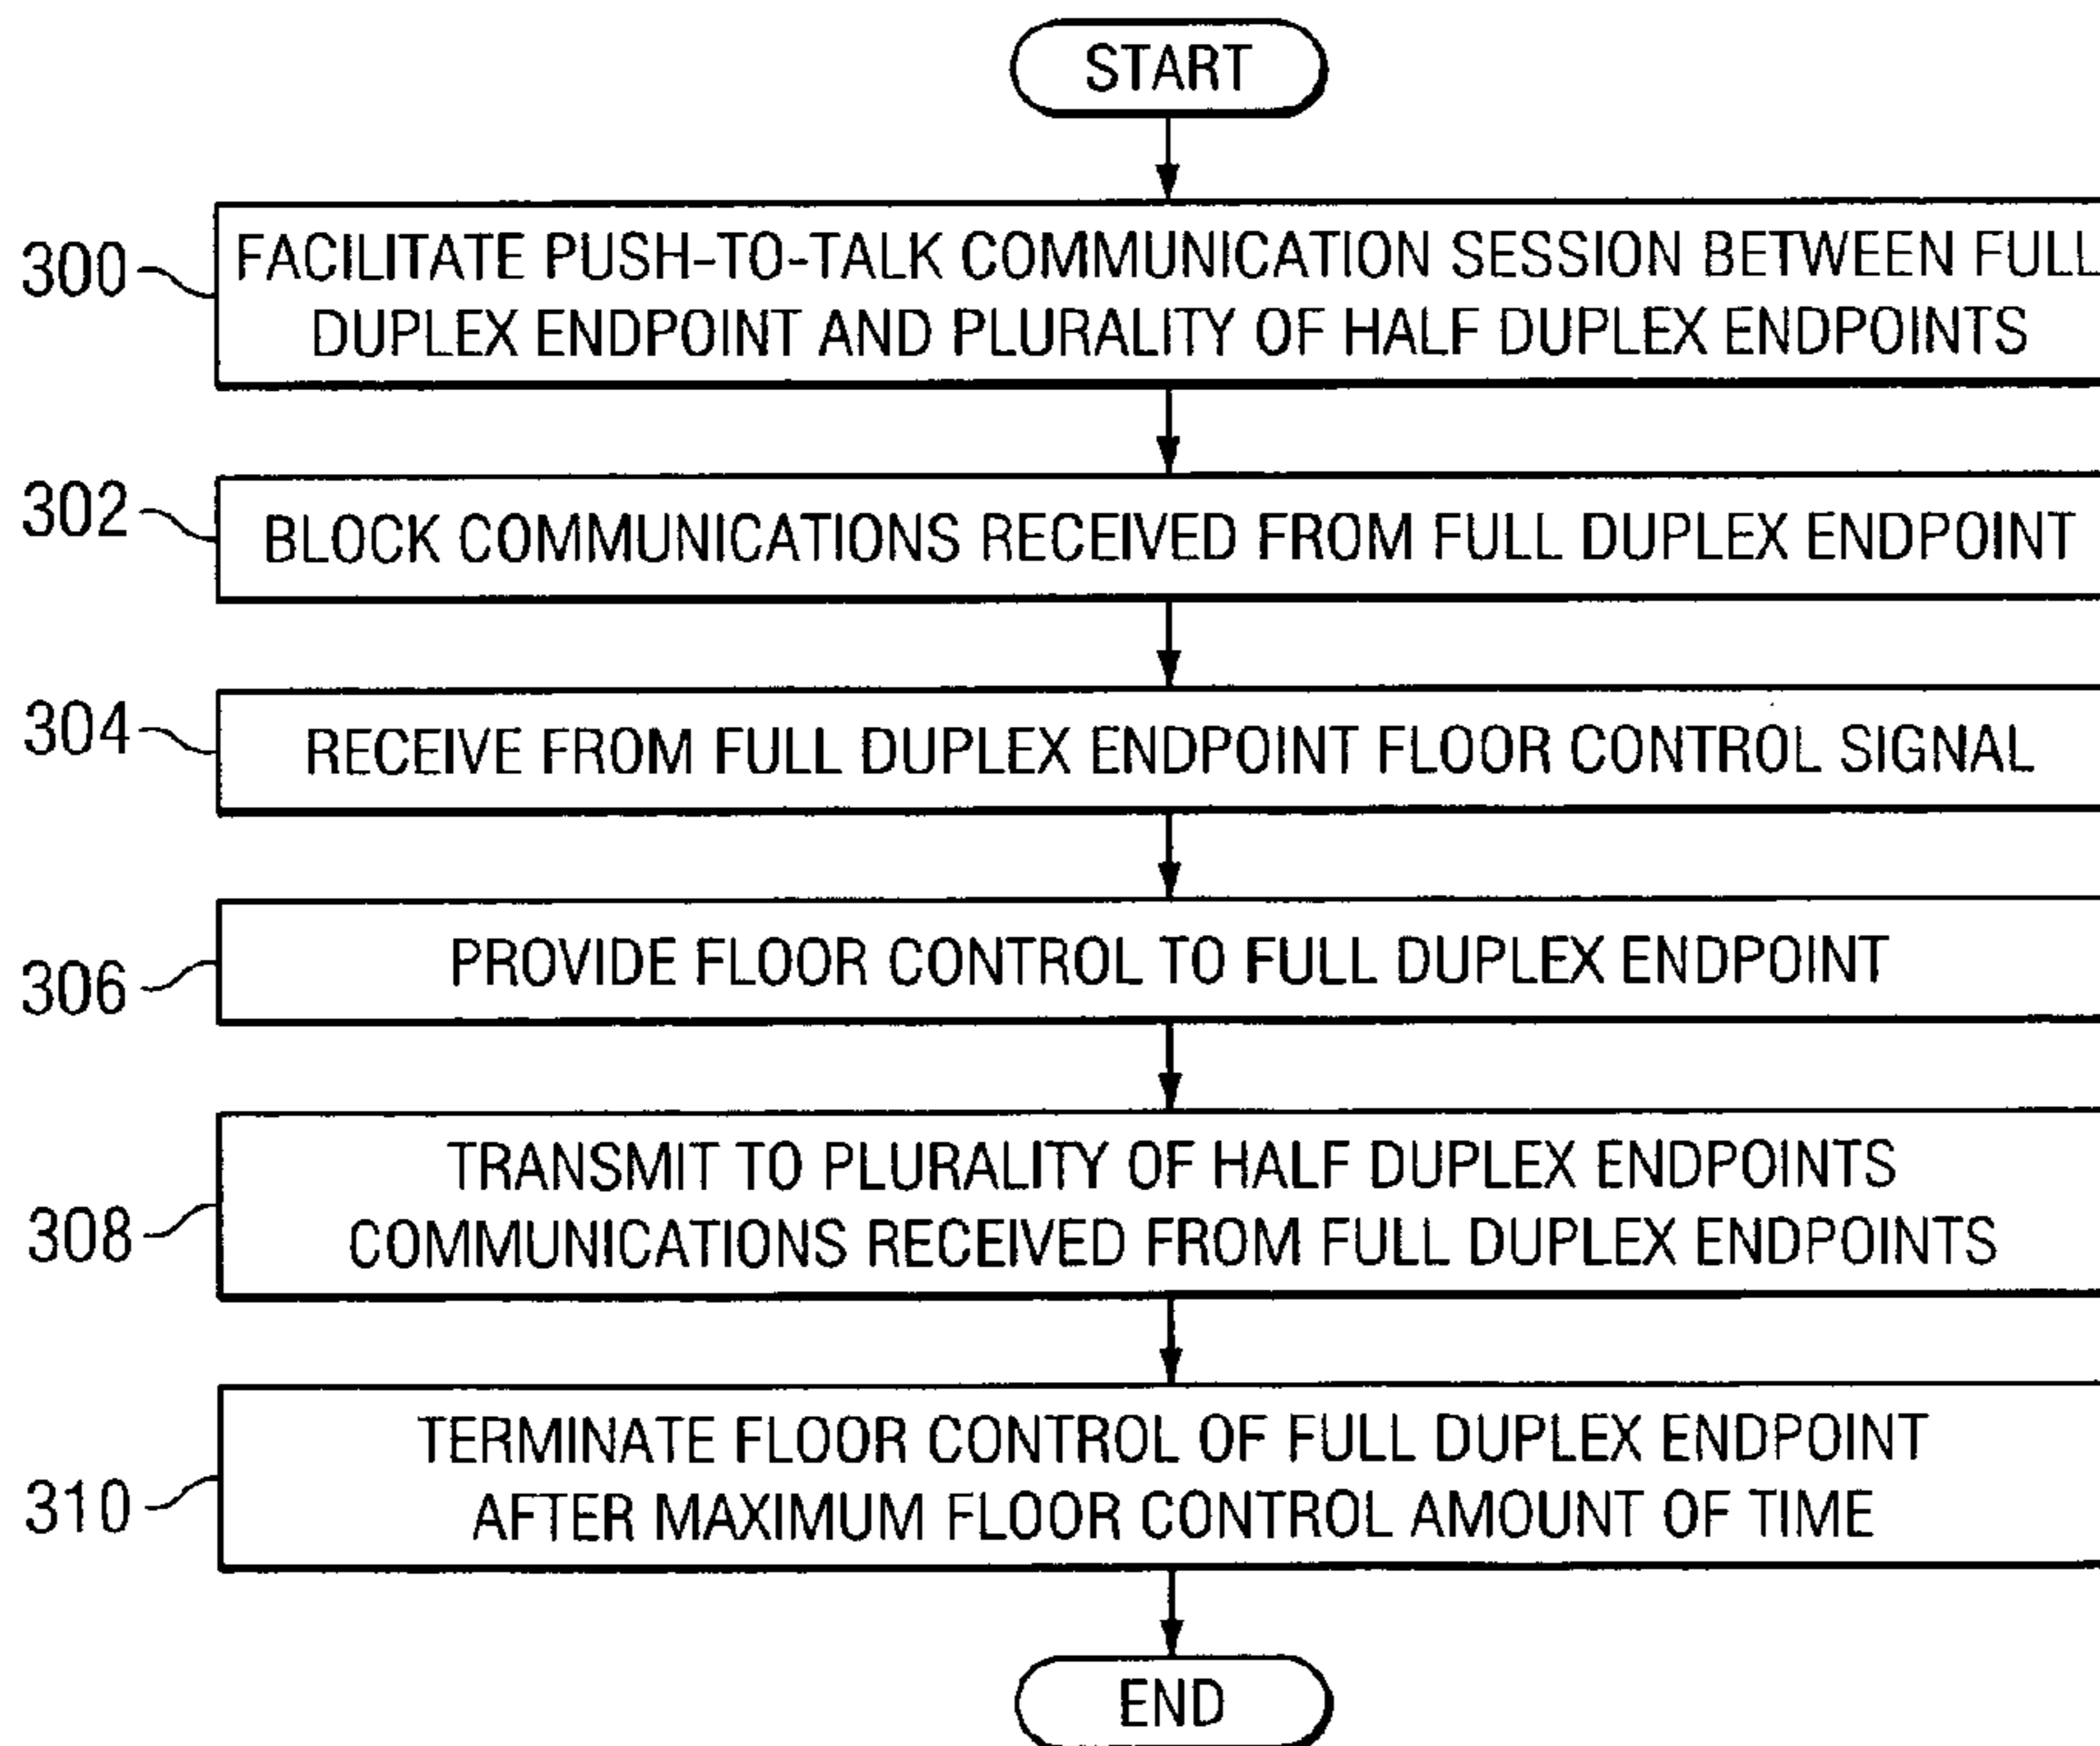 START
300
FACILITATE PUSH-TO-TALK COMMUNICATION SESSION BETWEEN FULL
DUPLEX ENDPOINT AND PLURALITY OF HALF DUPLEX ENDPOINTS
302
BLOCK COMMUNICATIONS RECEIVED FROM FULL DUPLEX ENDPOINT
304
RECEIVE FROM FULL DUPLEX ENDPOINT FLOOR CONTROL SIGNAL
306
PROVIDE FLOOR CONTROL TO FULL DUPLEX ENDPOINT
308
TRANSMIT TO PLURALITY OF HALF DUPLEX ENDPOINTS
COMMUNICATIONS RECEIVED FROM FULL DUPLEX ENDPOINTS
310
TERMINATE FLOOR CONTROL OF FULL DUPLEX ENDPOINT
AFTER MAXIMUM FLOOR CONTROL AMOUNT OF TIME
END